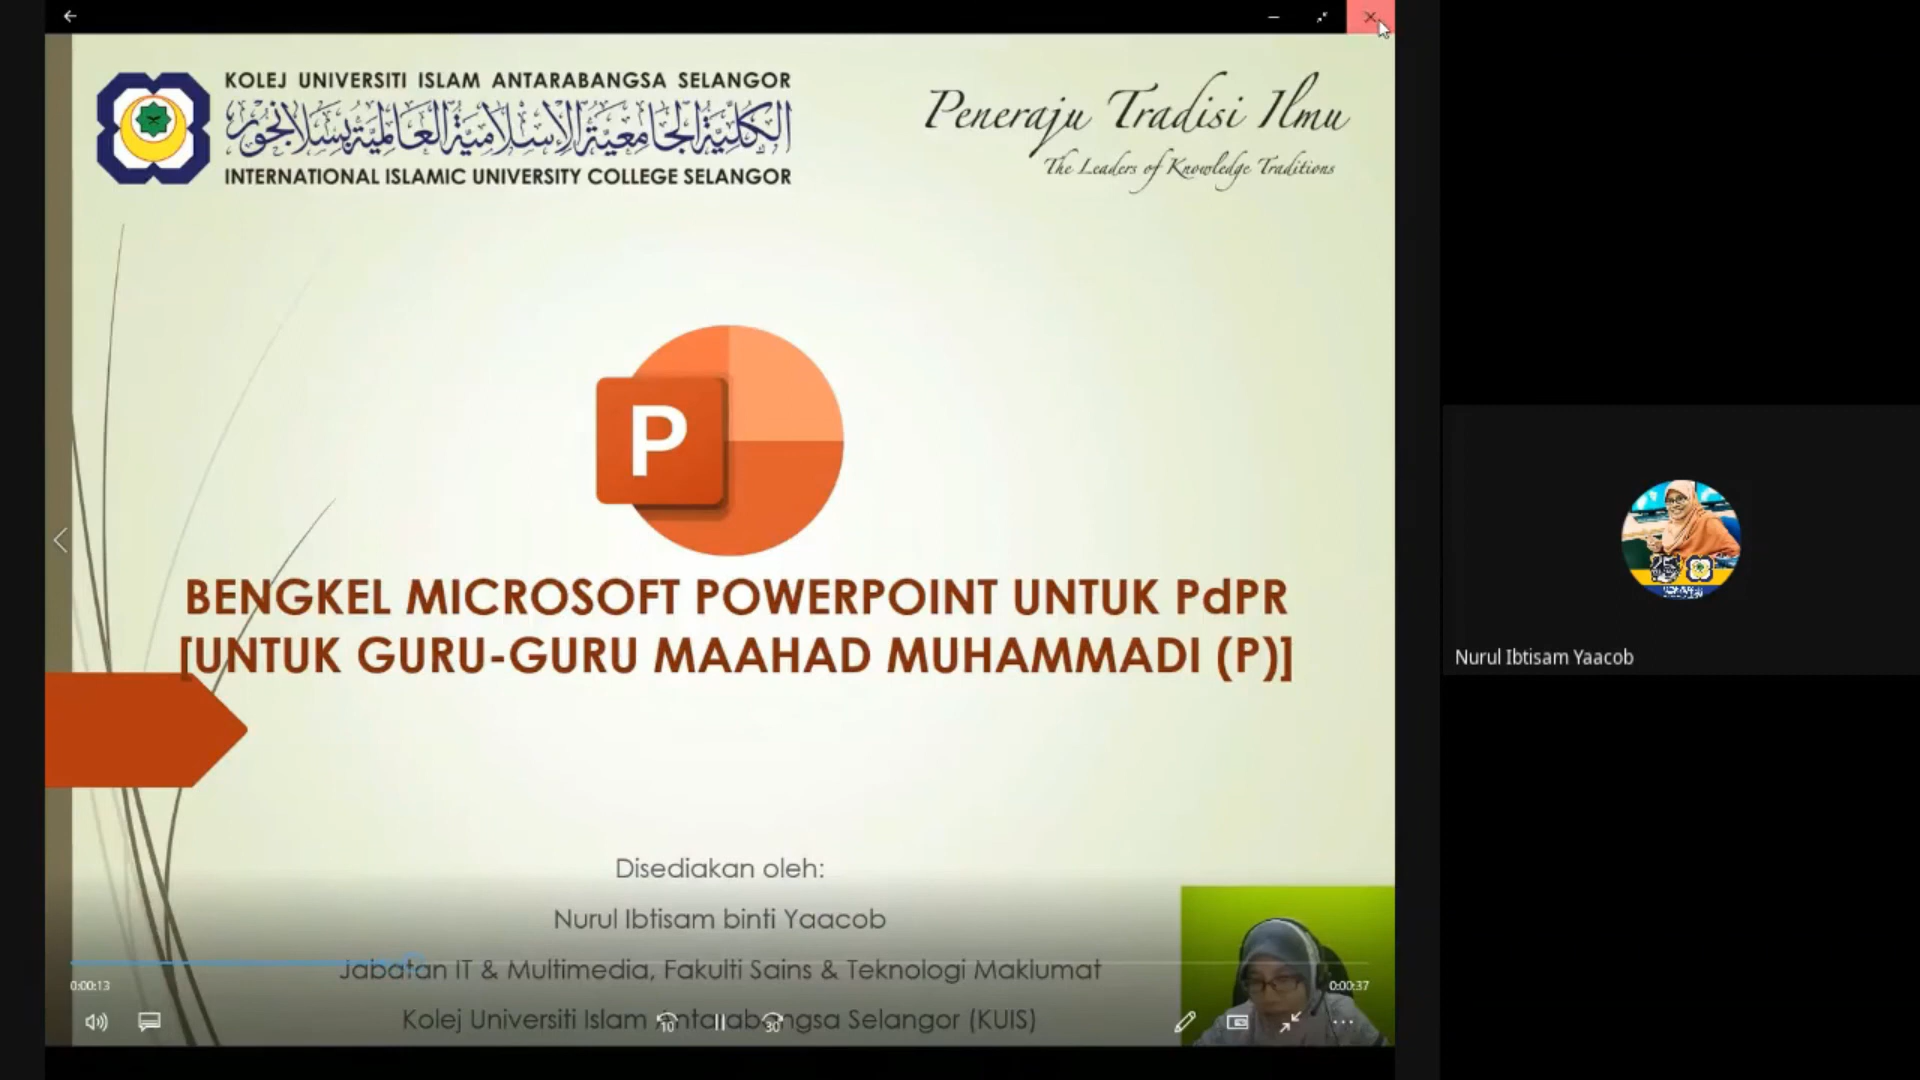 KOLEJ UNIVERSITI ISLAM ANTARABANGSA SELANGOR
الكلية الجامعية الإسلامية العالمية بسلانجور
INTERNATIONAL ISLAMIC UNIVERSITY COLLEGE SELANGOR
Peneraju Tradisi Ilmu
The Leaders of Knowledge Traditions
P
BENGKEL MICROSOFT POWERPOINT UNTUK PdPR
[UNTUK GURU-GURU MAAHAD MUHAMMADI (P)]
Disediakan oleh:
Nurul Ibtisam binti Yaacob
Jabatan IT & Multimedia, Fakulti Sains & Teknologi Maklumat
Kolej Universiti Islam Antarabangsa Selangor (KUIS)
0:00:13
0:00:37
10
30
Nurul Ibtisam Yaacob